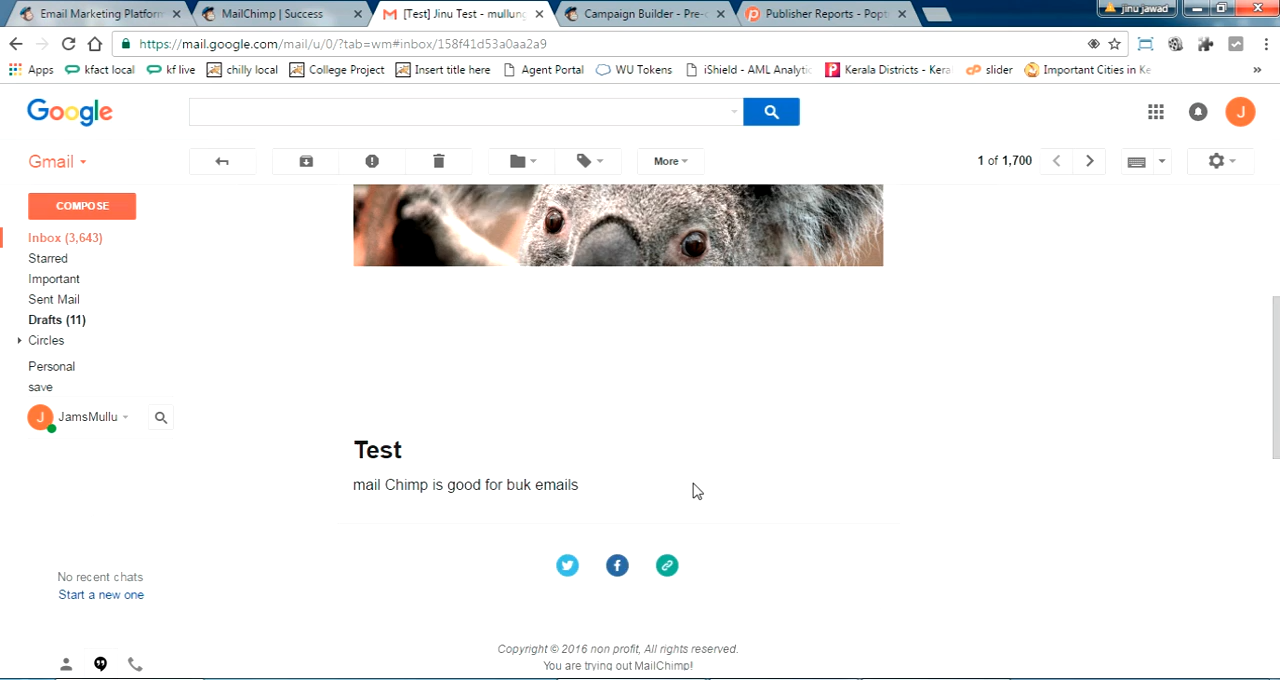 Email Marketing Platform
MailChimp | Success
[Test] Jinu Test - mullung
Campaign Builder - Pre-
Publisher Reports - Popti
jinu jawad
https://mail.google.com/mail/u/0/?tab=wm#inbox/158f41d53a0aa2a9
Apps
kfact local
kf live
chilly local
College Project
Insert title here
Agent Portal
WU Tokens
iShield - AML Analytic
Kerala Districts - Kera
slider
Important Cities in Ke
»
Google
J
Gmail
More
1 of 1,700
COMPOSE
Inbox (3,643)
Starred
Important
Sent Mail
Drafts (11)
Circles
Personal
save
J
JamsMullu
No recent chats
Start a new one
Test
mail Chimp is good for buk emails
Copyright © 2016 non profit, All rights reserved.
You are trying out MailChimp!